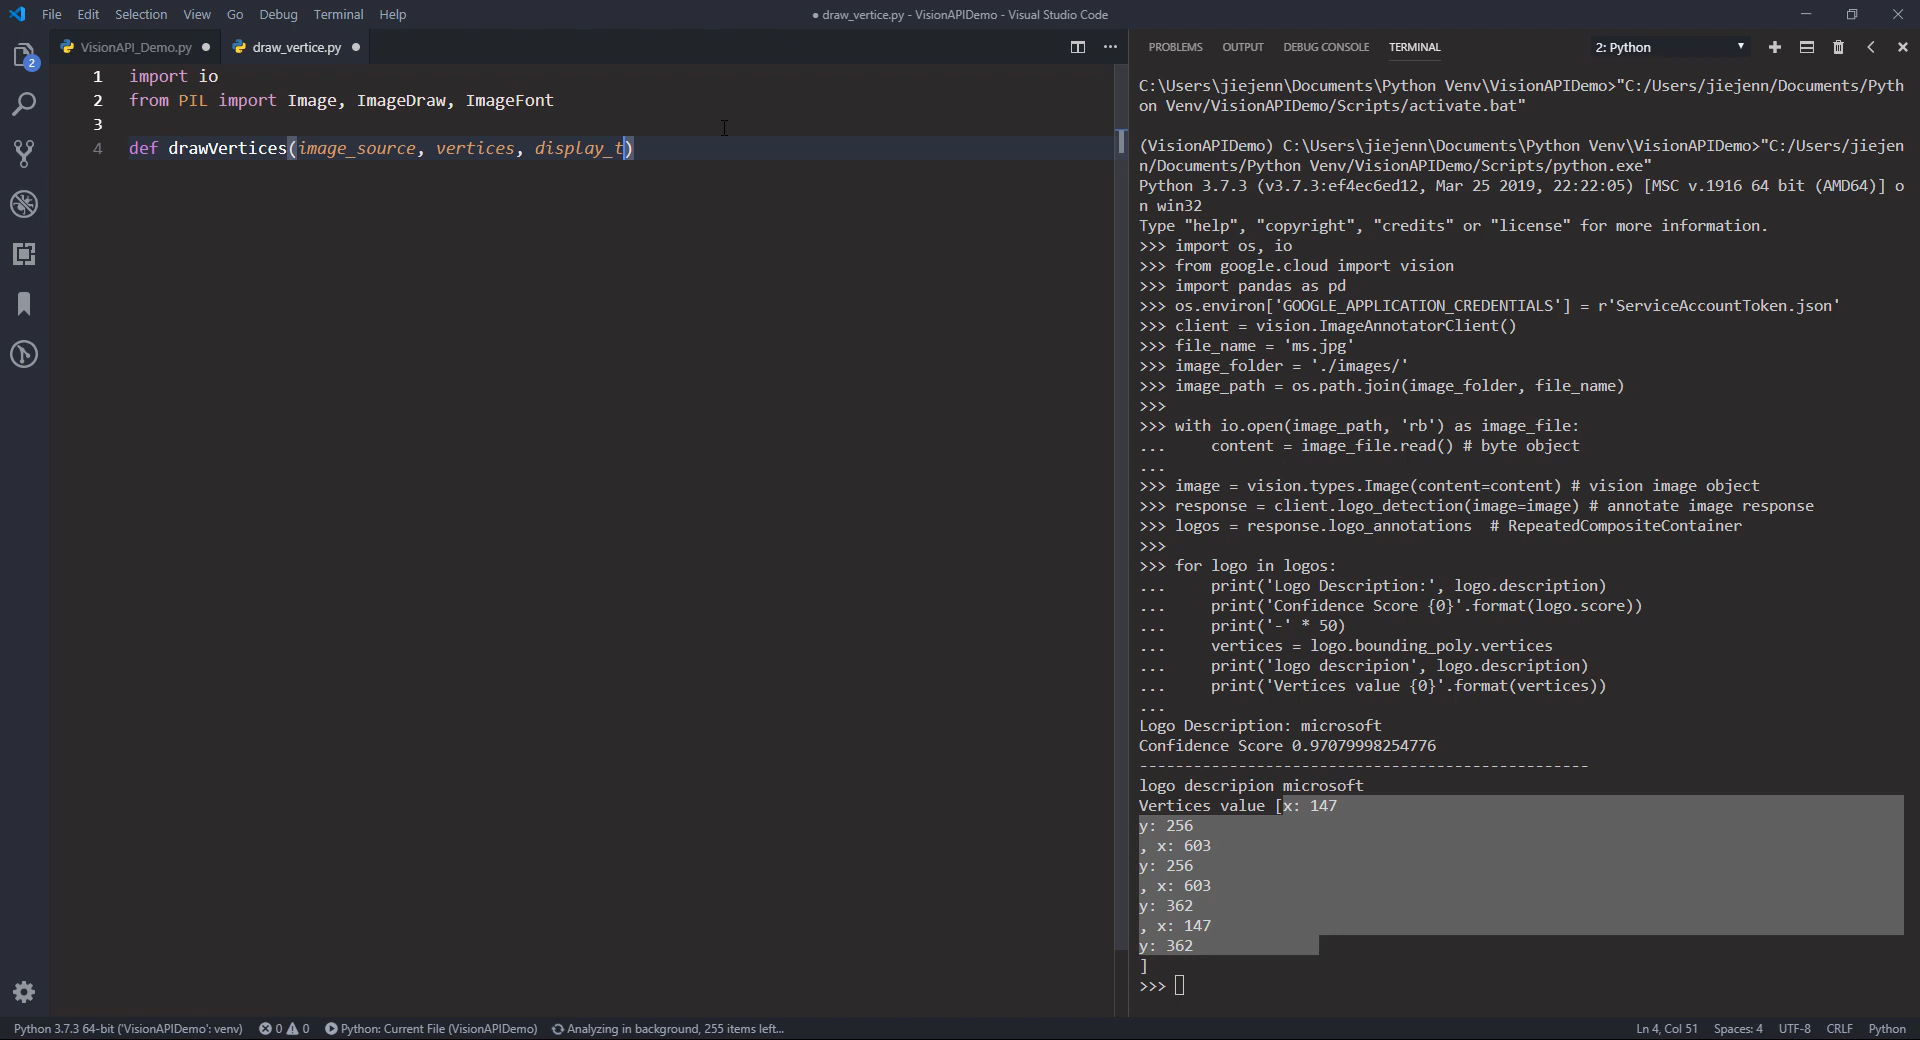 File Edit Selection View Go Debug Terminal Help
● draw_vertice.py - VisionAPIDemo - Visual Studio Code
VisionAPI_Demo.py ● draw_vertice.py ●
1 import io
2 from PIL import Image, ImageDraw, ImageFont
3
4 def drawVertices(image_source, vertices, display_t)
2
PROBLEMS OUTPUT DEBUG CONSOLE TERMINAL 2: Python
C:\Users\jiejenn\Documents\Python Venv\VisionAPIDemo>"C:/Users/jiejenn/Documents/Pyth
on Venv/VisionAPIDemo/Scripts/activate.bat"
(VisionAPIDemo) C:\Users\jiejenn\Documents\Python Venv\VisionAPIDemo>"C:/Users/jiejen
n/Documents/Python Venv/VisionAPIDemo/Scripts/python.exe"
Python 3.7.3 (v3.7.3:ef4ec6ed12, Mar 25 2019, 22:22:05) [MSC v.1916 64 bit (AMD64)] o
n win32
Type "help", "copyright", "credits" or "license" for more information.
>>> import os, io
>>> from google.cloud import vision
>>> import pandas as pd
>>> os.environ['GOOGLE_APPLICATION_CREDENTIALS'] = r'ServiceAccountToken.json'
>>> client = vision.ImageAnnotatorClient()
>>> file_name = 'ms.jpg'
>>> image_folder = './images/'
>>> image_path = os.path.join(image_folder, file_name)
>>>
>>> with io.open(image_path, 'rb') as image_file:
...     content = image_file.read() # byte object
...
>>> image = vision.types.Image(content=content) # vision image object
>>> response = client.logo_detection(image=image) # annotate image response
>>> logos = response.logo_annotations  # RepeatedCompositeContainer
>>>
>>> for logo in logos:
...     print('Logo Description:', logo.description)
...     print('Confidence Score {0}'.format(logo.score))
...     print('-' * 50)
...     vertices = logo.bounding_poly.vertices
...     print('logo descripion', logo.description)
...     print('Vertices value {0}'.format(vertices))
...
Logo Description: microsoft
Confidence Score 0.97079998254776
--------------------------------------------------
logo descripion microsoft
Vertices value [x: 147
y: 256
, x: 603
y: 256
, x: 603
y: 362
, x: 147
y: 362
]
>>>
Python 3.7.3 64-bit ('VisionAPIDemo': venv) 0 0 Python: Current File (VisionAPIDemo) Analyzing in background, 255 items left... Ln 4, Col 51 Spaces: 4 UTF-8 CRLF Python